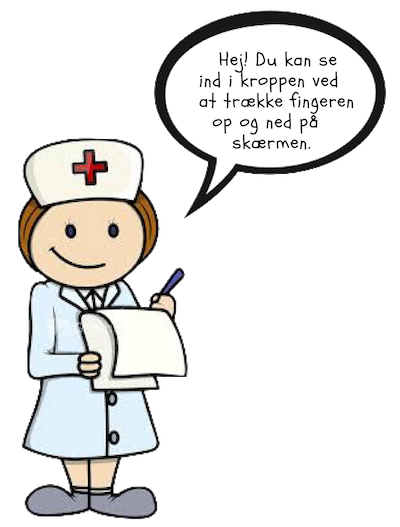 Hej! Du kan se
ind i kroppen ved
at trække fingeren
op og ned på
skærmen.